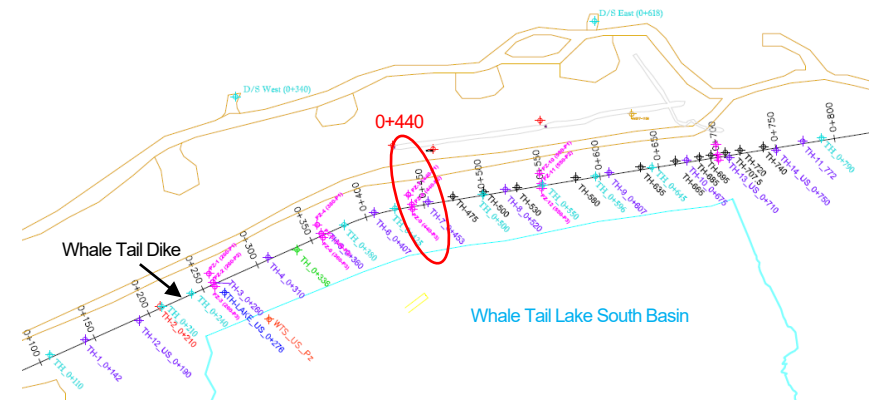 D/S East (0+618)
D/S West (0+340)
0+440
Whale Tail Dike
Whale Tail Lake South Basin
0+100
0+150
0+200
0+250
0+300
0+350
0+400
0+450
0+500
0+550
0+600
0+650
0+700
0+750
0+800
TH_0+110
TH-1_0+142
TH-12_US_0+190
TH_0+210
TH-2_0+210
TH_0+240
TH-3_0+260
TH-LAKE_US_0+276
WTS_US_Pz
TH-4_0+310
TH_0+336
TH_0+380
TH-6_0+407
TH-7_0+453
TH-475
TH-500
TH_0+500
TH-530
TH-8_0+520
TH_0+550
TH-580
TH_0+596
TH-9_0+607
TH-635
TH_0+645
TH-665
TH-10_0+675
TH-685
TH-695
TH-707.5
TH-13_US_0+710
TH-720
TH-740
TH-14_US_0+750
TH-11_772
TH_0+790